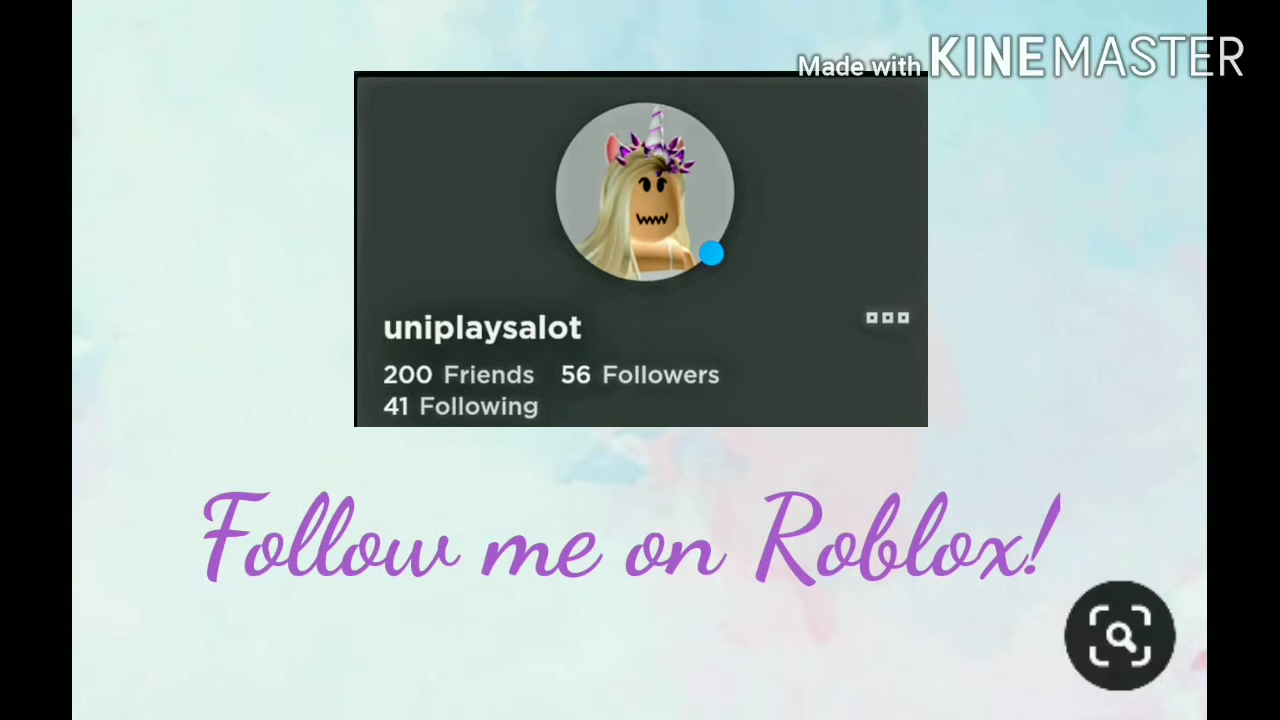 Made with KINEMASTER
uniplaysalot
200 Friends 56 Followers
41 Following
Follow me on Roblox!